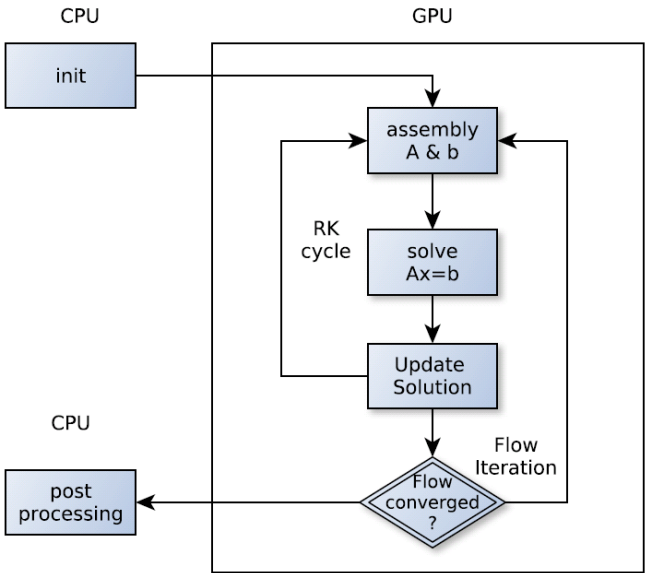 CPU
GPU
init
assembly
A & b
RK
cycle
solve
Ax=b
Update
Solution
CPU
Flow
Iteration
Flow
converged
?
post
processing